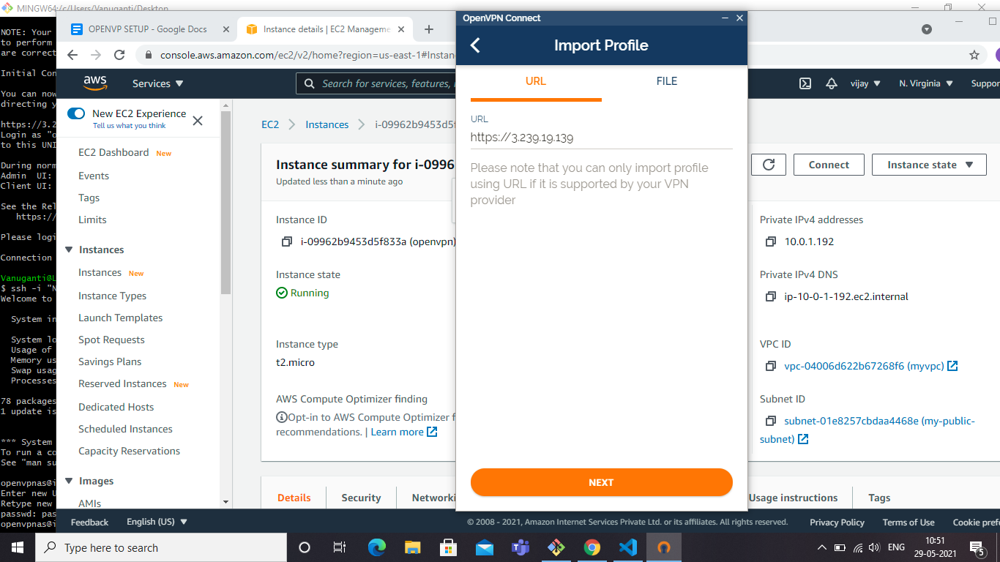 MINGW64:/c/Users/Vanuganti/Desktop
NOTE: Your
to perform
are correct
Initial Con
You can now
directing y
https://3.2
Login as "o
to this UNI
During norm
Admin UI:
Client UI:
See the Rel
https://
Please logi
Connection
Vanuganti@L
$ ssh -i "N
Welcome to
System in
System lo
Usage of
Memory us
Swap usag
Processes
78 packages
1 update is
*** System
To run a co
See "man su
openvpnas@i
Enter new U
Retype new
passwd: pas
openvpnas@i
OPENVP SETUP - Google Docs
Instance details | EC2 Manageme
console.aws.amazon.com/ec2/v2/home?region=us-east-1#Instan
aws
Services
Search for services, features,
vijay
N. Virginia
Suppor
New EC2 Experience
Tell us what you think
EC2 Dashboard New
Events
Tags
Limits
Instances
Instances New
Instance Types
Launch Templates
Spot Requests
Savings Plans
Reserved Instances New
Dedicated Hosts
Scheduled Instances
Capacity Reservations
Images
AMIs
EC2
Instances
i-09962b9453d5f
Instance summary for i-0996
Updated less than a minute ago
Connect
Instance state
Instance ID
i-09962b9453d5f833a (openvpn)
Instance state
Running
Instance type
t2.micro
AWS Compute Optimizer finding
Opt-in to AWS Compute Optimizer f
recommendations. | Learn more
Private IPv4 addresses
10.0.1.192
Private IPv4 DNS
ip-10-0-1-192.ec2.internal
VPC ID
vpc-04006d622b67268f6 (myvpc)
Subnet ID
subnet-01e8257cbdaa4468e (my-public-
subnet)
Details
Security
Networki
Usage instructions
Tags
OpenVPN Connect
Import Profile
URL
FILE
URL
https://3.239.19.139
Please note that you can only import profile
using URL if it is supported by your VPN
provider
NEXT
Feedback
English (US)
© 2008 - 2021, Amazon Internet Services Private Ltd. or its affiliates. All rights reserved.
Privacy Policy
Terms of Use
Cookie prefe
Type here to search
ENG
10:51
29-05-2021
5